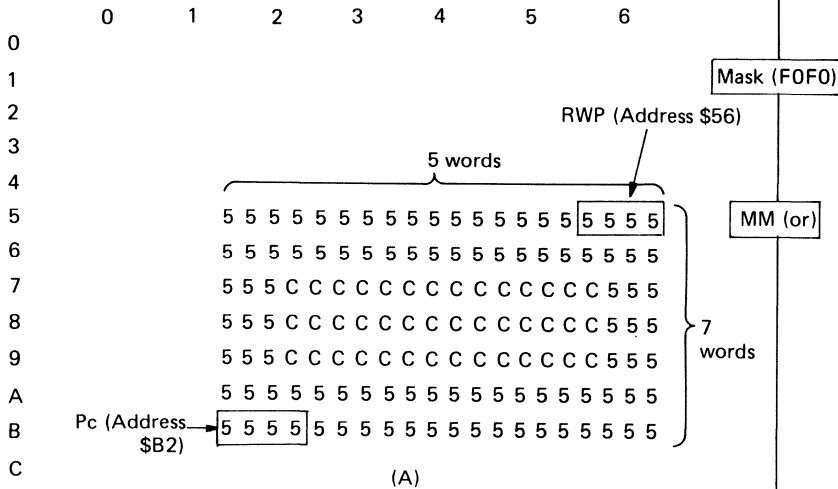 0 1 2 3 4 5 6
0
1 Mask (F0F0)
2 RWP (Address $56)
3
5 words
4
5 5 5 5 5 5 5 5 5 5 5 5 5 5 5 5 5 5 5 5 5 MM (or)
6 5 5 5 5 5 5 5 5 5 5 5 5 5 5 5 5 5 5 5 5
7 5 5 5 C C C C C C C C C C C C C C 5 5 5
8 5 5 5 C C C C C C C C C C C C C C 5 5 5 7
9 5 5 5 C C C C C C C C C C C C C C 5 5 5 words
A 5 5 5 5 5 5 5 5 5 5 5 5 5 5 5 5 5 5 5 5
Pc (Address
B 5 5 5 5 5 5 5 5 5 5 5 5 5 5 5 5 5 5 5 5
$B2)
C
(A)